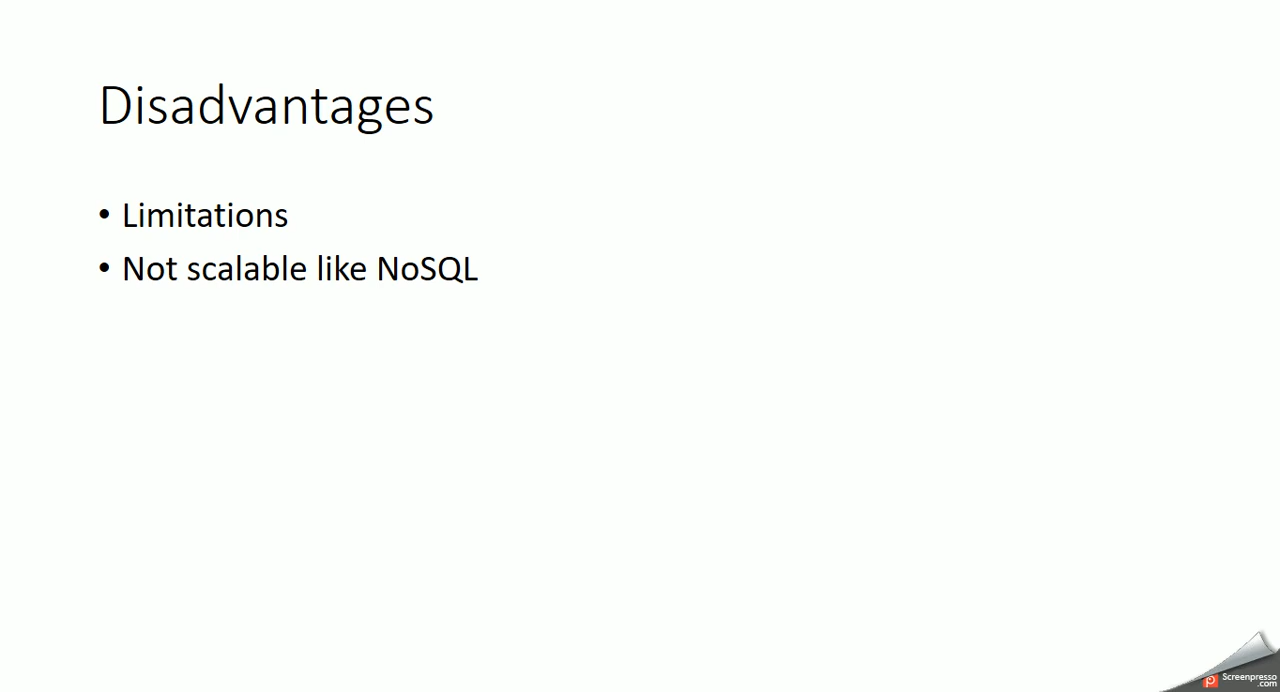 Disadvantages
• Limitations
• Not scalable like NoSQL
Screenpresso
.com